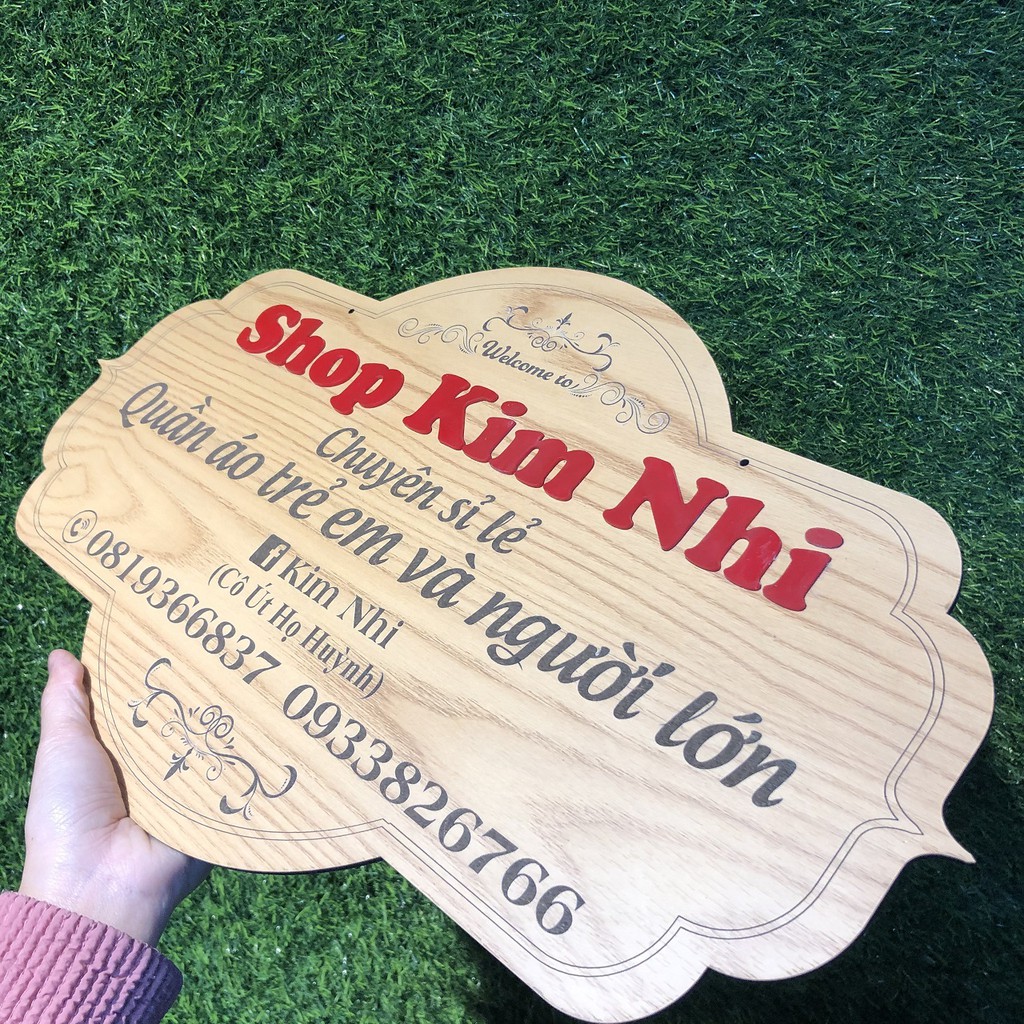 Welcome to
Shop Kim Nhi
Chuyên sỉ lẻ
Quần áo trẻ em và người lớn
Kim Nhi
(Cô Út Họ Huỳnh)
0819366837 0933826766